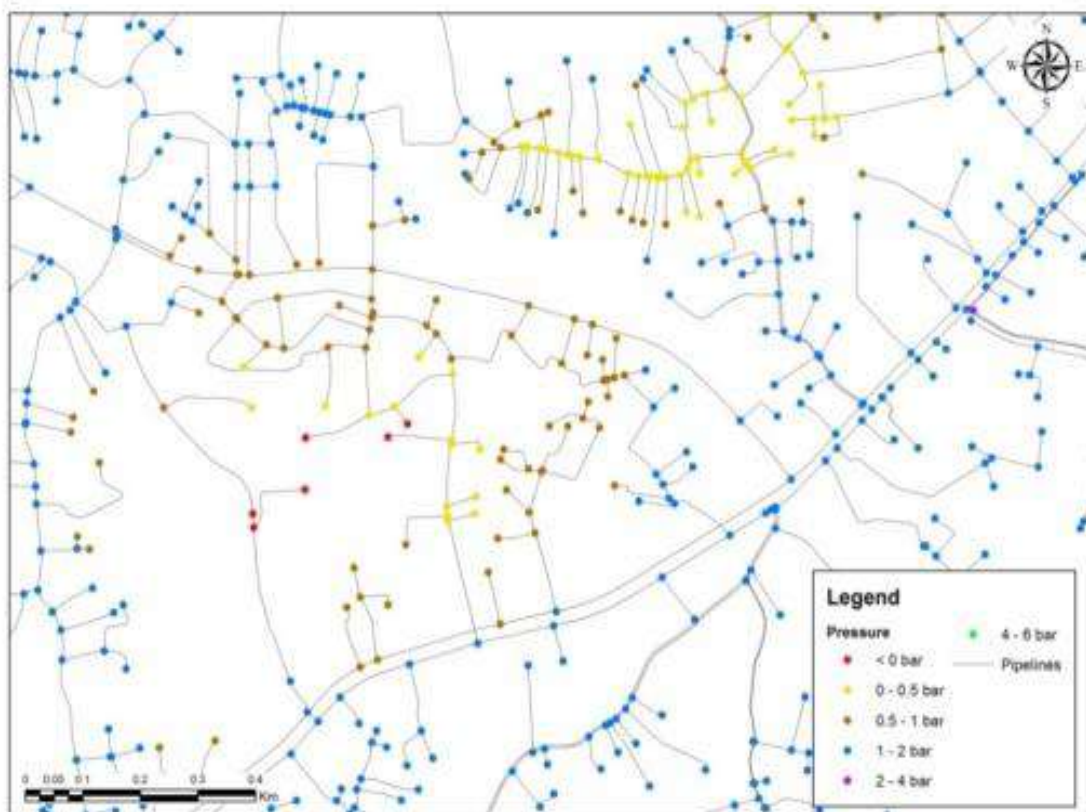 N
W E
S
Legend
Pressure
< 0 bar
0 - 0.5 bar
0.5 - 1 bar
1 - 2 bar
2 - 4 bar
4 - 6 bar
Pipelines
0 0.05 0.1 0.2 0.3 0.4
Km